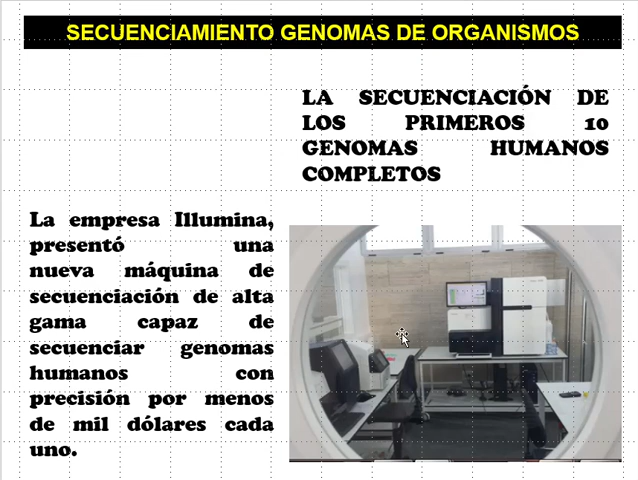 SECUENCIAMIENTO GENOMAS DE ORGANISMOS
LA SECUENCIACIÓN DE
LOS PRIMEROS 10
GENOMAS HUMANOS
COMPLETOS
La empresa Illumina,
presentó una
nueva máquina de
secuenciación de alta
gama capaz de
secuenciar genomas
humanos con
precisión por menos
de mil dólares cada
uno.